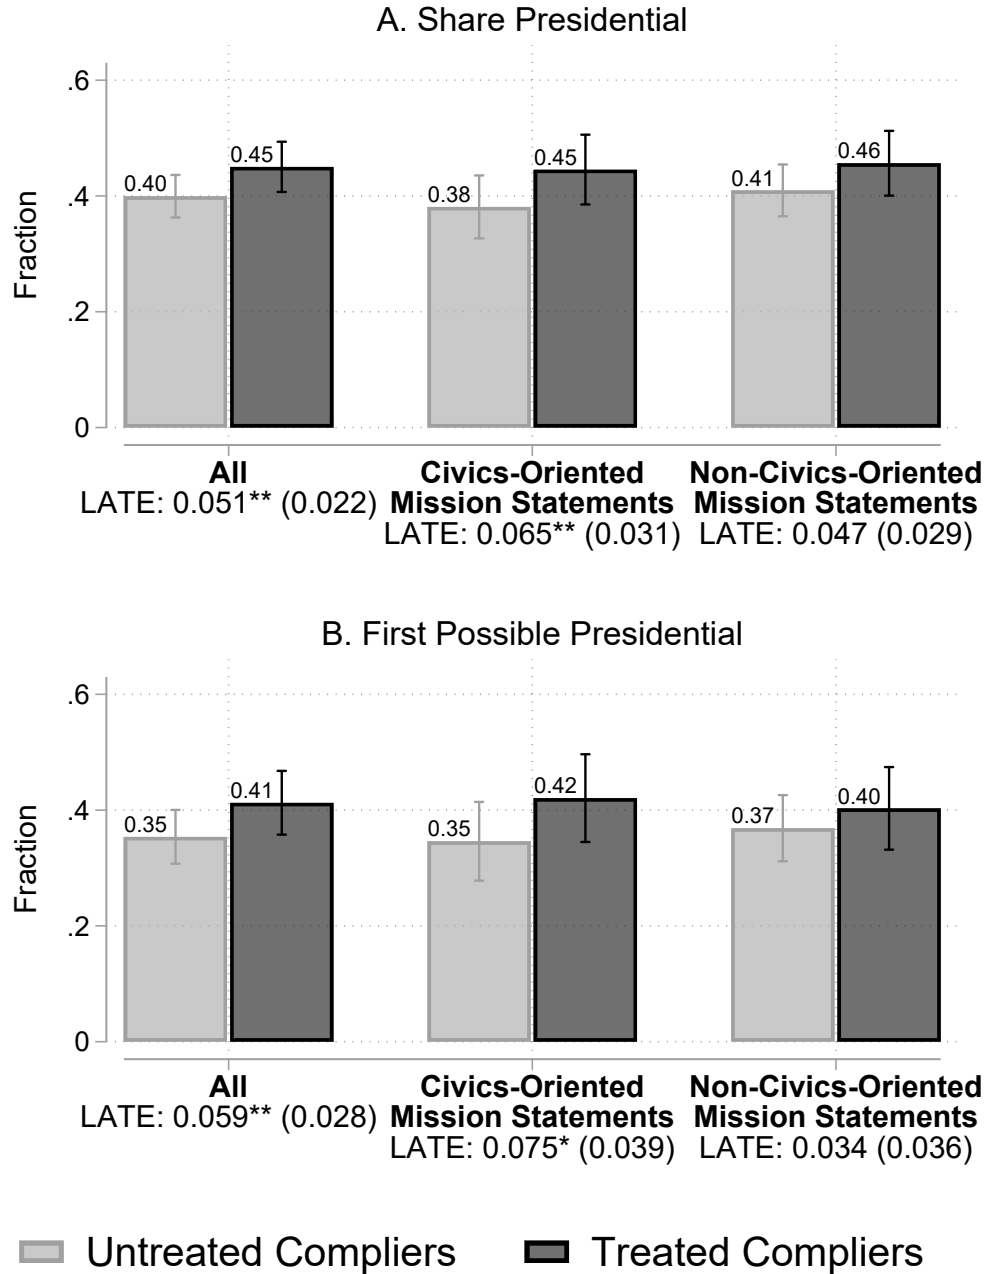 A. Share Presidential
Fraction
.6
.4
.2
0
0.40
0.45
0.38
0.45
0.41
0.46
All
LATE: 0.051** (0.022)
Civics-Oriented
Mission Statements
LATE: 0.065** (0.031)
Non-Civics-Oriented
Mission Statements
LATE: 0.047 (0.029)
B. First Possible Presidential
Fraction
.6
.4
.2
0
0.35
0.41
0.35
0.42
0.37
0.40
All
LATE: 0.059** (0.028)
Civics-Oriented
Mission Statements
LATE: 0.075* (0.039)
Non-Civics-Oriented
Mission Statements
LATE: 0.034 (0.036)
Untreated Compliers
Treated Compliers